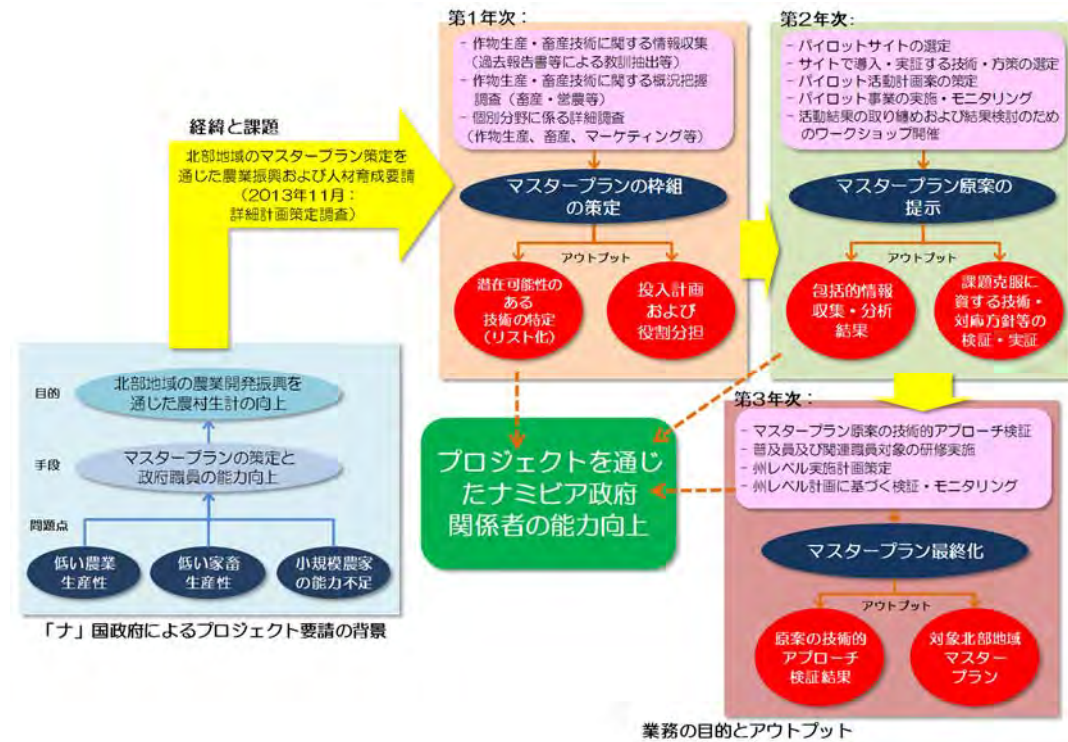 経緯と課題
北部地域のマスタープラン策定を
通じた農業振興および人材育成要請
（2013年11月：
詳細計画策定調査）
目的
北部地域の農業開発振興を
通じた農村生計の向上
手段
マスタープランの策定と
政府職員の能力向上
問題点
低い農業
生産性
低い家畜
生産性
小規模農家
の能力不足
「ナ」国政府によるプロジェクト要請の背景
第1年次：
- 作物生産・畜産技術に関する情報収集
（過去報告書等による教訓抽出等）
- 作物生産・畜産技術に関する概況把握
調査（畜産・営農等）
- 個別分野に係る詳細調査
（作物生産、畜産、マーケティング等）
マスタープランの枠組
の策定
アウトプット
潜在可能性の
ある
技術の特定
（リスト化）
投入計画
および
役割分担
第2年次：
- パイロットサイトの選定
- サイトで導入・実証する技術・方策の選定
- パイロット活動計画案の策定
- パイロット事業の実施・モニタリング
- 活動結果の取り纏めおよび結果検討のため
のワークショップ開催
マスタープラン原案の
提示
アウトプット
包括的情報
収集・分析
結果
課題克服に
資する技術・
対応方針等の
検証・実証
プロジェクトを通じ
たナミビア政府
関係者の能力向上
第3年次：
- マスタープラン原案の技術的アプローチ検証
- 普及員及び関連職員対象の研修実施
- 州レベル実施計画策定
- 州レベル計画に基づく検証・モニタリング
マスタープラン最終化
アウトプット
原案の技術的
アプローチ
検証結果
対象北部地域
マスター
プラン
業務の目的とアウトプット